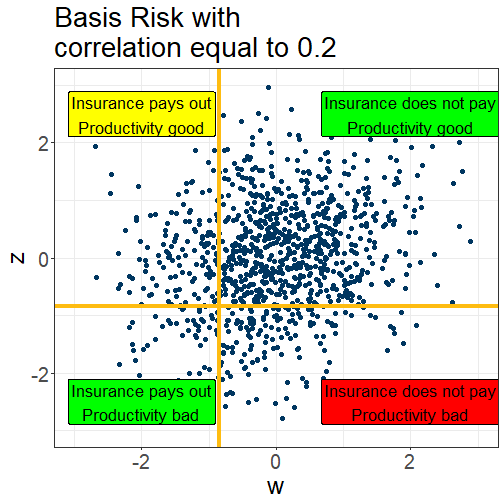 Basis Risk with
correlation equal to 0.2
Insurance pays out
Productivity good
Insurance does not pay
Productivity good
2
z
0
-2
Insurance pays out
Productivity bad
Insurance does not pay
Productivity bad
-2
0
2
w